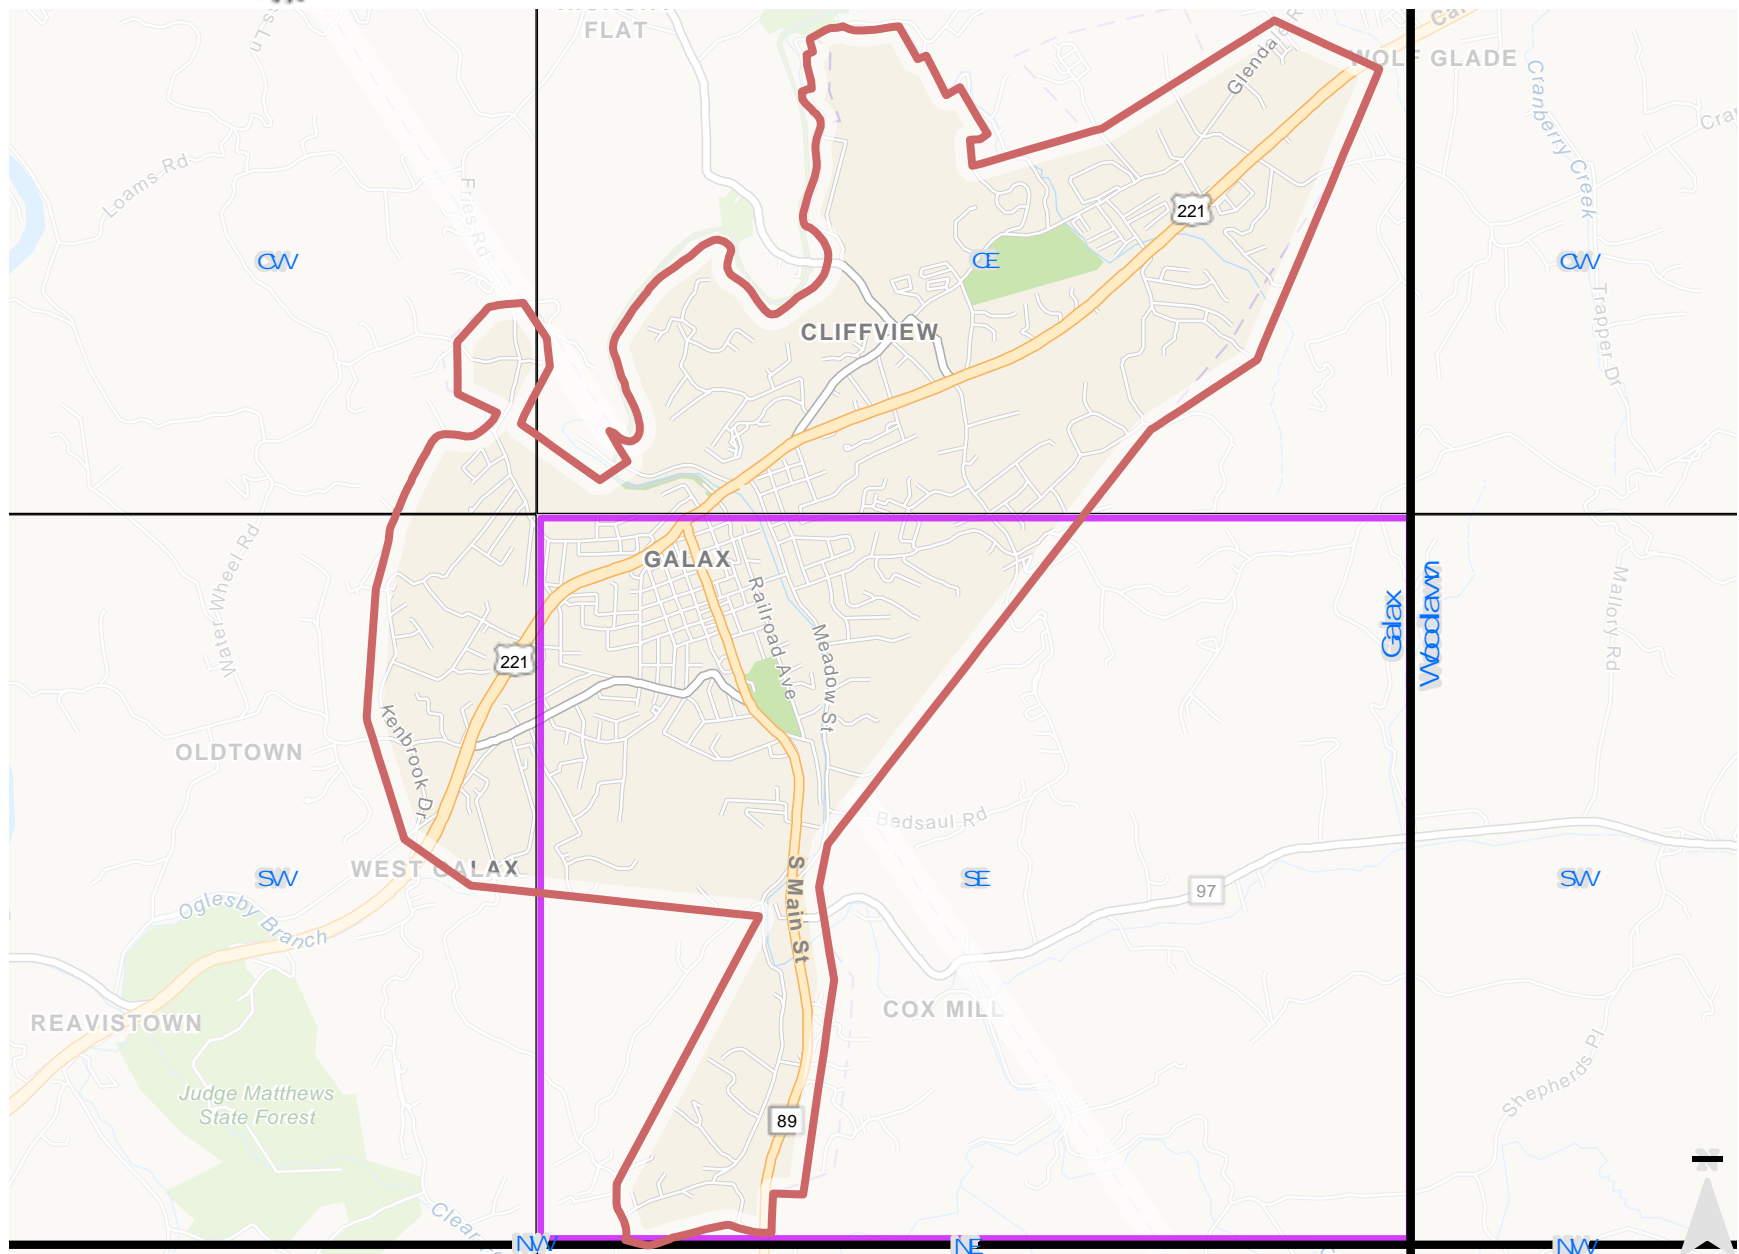 FLAT
Ln
Glendale R
WOLF GLADE
Cranberry Creek
Cra
Loams Rd
Fries Rd
221
CW
CE
CW
Trapper Dr
CLIFFVIEW
Water Wheel Rd
GALAX
Railroad Ave
Meadow St
Galax
Woodlawn
Mallory Rd
221
OLDTOWN
Kenbrook Dr
Bedsaul Rd
WEST GALAX
SW
SE
SW
97
S Main St
Oglesby Branch
REAVISTOWN
COX MILL
Judge Matthews
State Forest
89
Shepherds Pl
Clear
N
NW
NE
NW